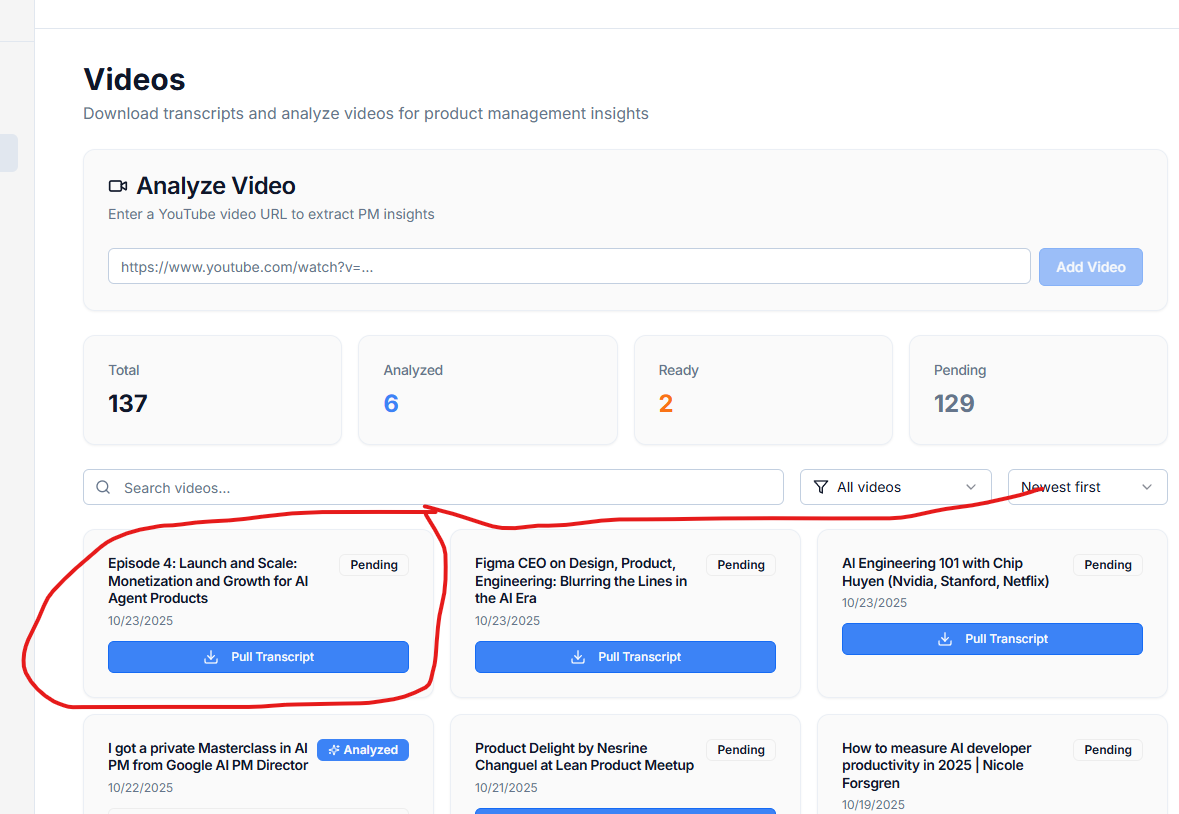 Videos
Download transcripts and analyze videos for product management insights
Analyze Video
Enter a YouTube video URL to extract PM insights
https://www.youtube.com/watch?v=...
Add Video
Total
137
Analyzed
6
Ready
2
Pending
129
Search videos...
All videos
Newest first
Episode 4: Launch and Scale:
Monetization and Growth for AI
Agent Products
Pending
10/23/2025
Pull Transcript
Figma CEO on Design, Product,
Engineering: Blurring the Lines in
the AI Era
Pending
10/23/2025
Pull Transcript
AI Engineering 101 with Chip
Huyen (Nvidia, Stanford, Netflix)
Pending
10/23/2025
Pull Transcript
I got a private Masterclass in AI
PM from Google AI PM Director
Analyzed
10/22/2025
Product Delight by Nesrine
Changuel at Lean Product Meetup
Pending
10/21/2025
How to measure AI developer
productivity in 2025 | Nicole
Forsgren
Pending
10/19/2025